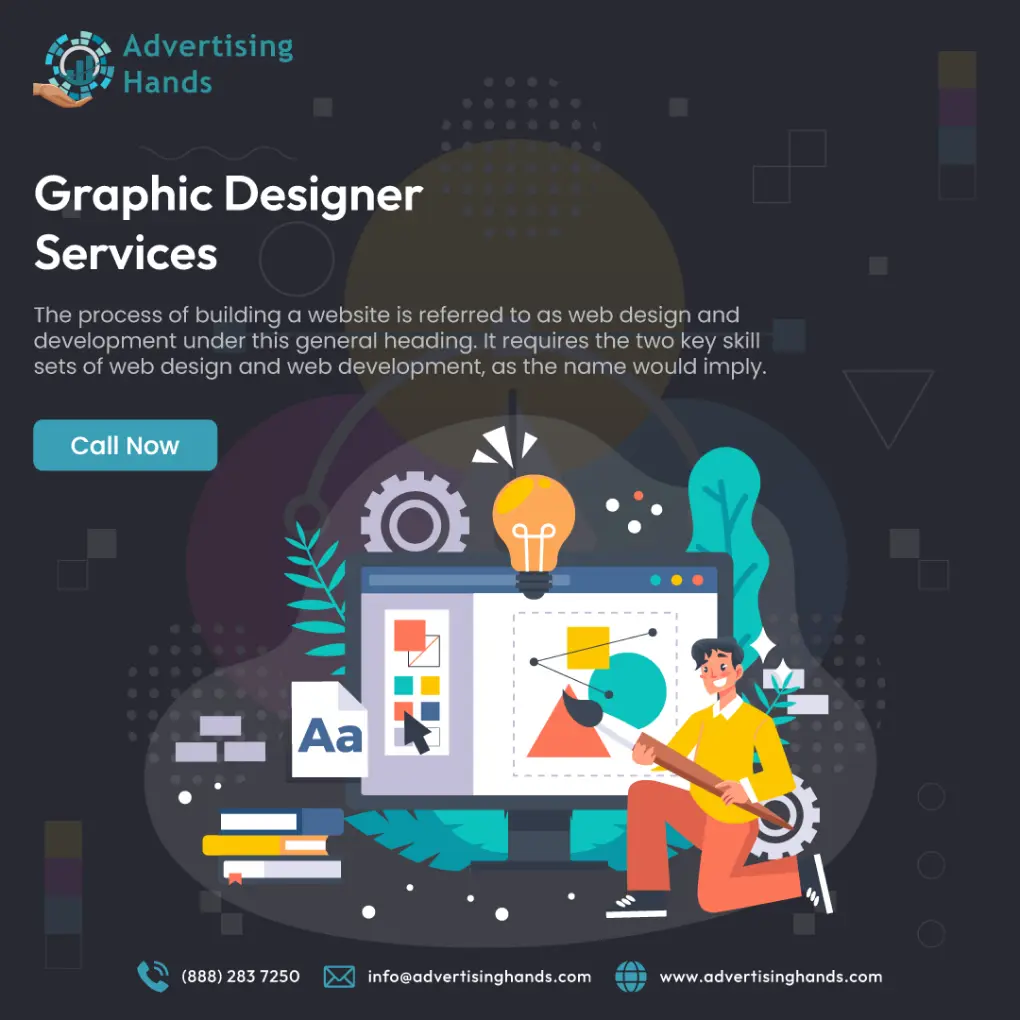 Advertising
Hands
Graphic Designer
Services
The process of building a website is referred to as web design and
development under this general heading. It requires the two key skill
sets of web design and web development, as the name would imply.
Call Now
Aa
(888) 283 7250 info@advertisinghands.com www.advertisinghands.com